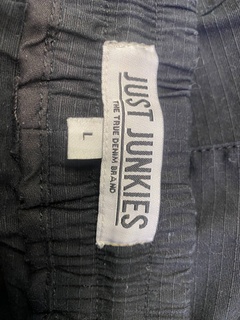 JUST JUNKIES
THE TRUE DENIM BRAND
L